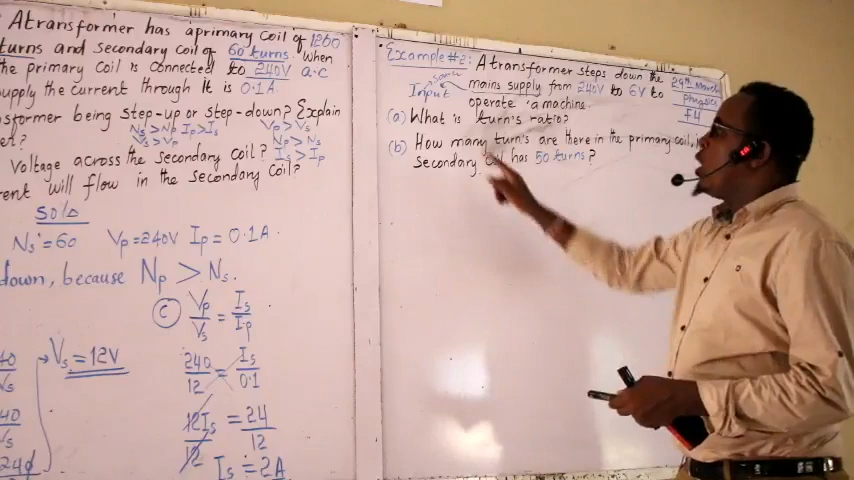 A transformer has a primary coil of 1200
turns and secondary coil of 60 turns. When
the primary coil is connected to 240V a.c
supply the current through it is 0.1A.
sformer being step-up or step-down? Explain
Ns > Np Ip > Is Vp > Vs
Vs > Vp Np > Ns
Voltage across the secondary coil? Is > Ip
rent will flow in the secondary coil?
Soln
Ns = 60 Vp = 240V Ip = 0.1A
down, because Np > Ns.
(c) Vp/Vs = Is/Ip
Vs = 12V
240/12 = Is/0.1
12Is/12 = 24/12
Is = 2A
Example #2: A transformer steps down the
mains supply from 240V to 6V to
Input
operate a machine.
(a) What is turn's ratio?
(b) How many turn's are there in the primary coil,
secondary coil has 50 turns?
29th March
Physics
F4